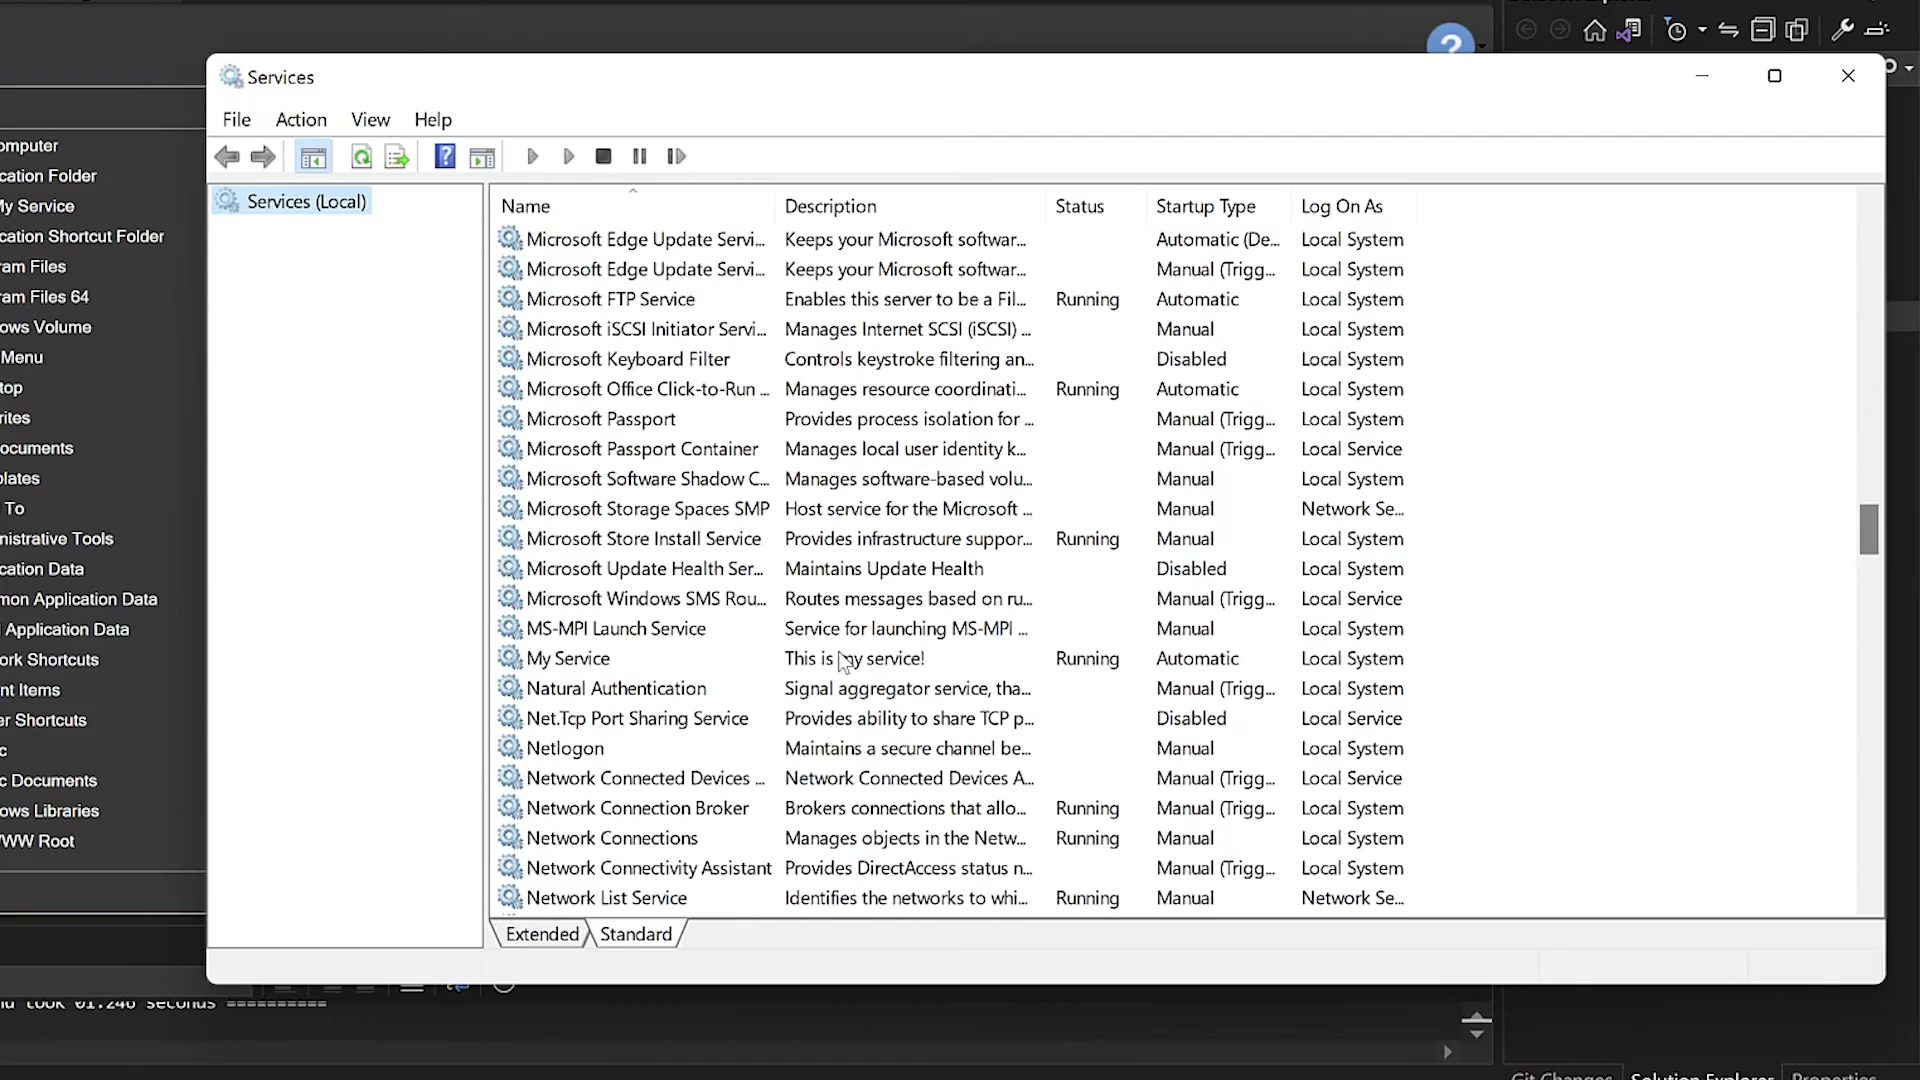 Services
File Action View Help
Services (Local)
Name Description Status Startup Type Log On As
Microsoft Edge Update Servi... Keeps your Microsoft softwar... Automatic (De... Local System
Microsoft Edge Update Servi... Keeps your Microsoft softwar... Manual (Trigg... Local System
Microsoft FTP Service Enables this server to be a Fil... Running Automatic Local System
Microsoft iSCSI Initiator Servi... Manages Internet SCSI (iSCSI) ... Manual Local System
Microsoft Keyboard Filter Controls keystroke filtering an... Disabled Local System
Microsoft Office Click-to-Run ... Manages resource coordinati... Running Automatic Local System
Microsoft Passport Provides process isolation for ... Manual (Trigg... Local System
Microsoft Passport Container Manages local user identity k... Manual (Trigg... Local Service
Microsoft Software Shadow C... Manages software-based volu... Manual Local System
Microsoft Storage Spaces SMP Host service for the Microsoft ... Manual Network Se...
Microsoft Store Install Service Provides infrastructure suppor... Running Manual Local System
Microsoft Update Health Ser... Maintains Update Health Disabled Local System
Microsoft Windows SMS Rou... Routes messages based on ru... Manual (Trigg... Local Service
MS-MPI Launch Service Service for launching MS-MPI ... Manual Local System
My Service This is my service! Running Automatic Local System
Natural Authentication Signal aggregator service, tha... Manual (Trigg... Local System
Net.Tcp Port Sharing Service Provides ability to share TCP p... Disabled Local Service
Netlogon Maintains a secure channel be... Manual Local System
Network Connected Devices ... Network Connected Devices A... Manual (Trigg... Local Service
Network Connection Broker Brokers connections that allo... Running Manual (Trigg... Local System
Network Connections Manages objects in the Netw... Running Manual Local System
Network Connectivity Assistant Provides DirectAccess status n... Manual (Trigg... Local System
Network List Service Identifies the networks to whi... Running Manual Network Se...
Extended Standard
omputer
cation Folder
My Service
cation Shortcut Folder
ram Files
ram Files 64
ows Volume
Menu
top
rites
ocuments
plates
To
nistrative Tools
cation Data
mon Application Data
Application Data
ork Shortcuts
nt Items
er Shortcuts
c
c Documents
ows Libraries
WW Root
took 01.246 seconds ==========
Git Changes Solution Explorer Properties